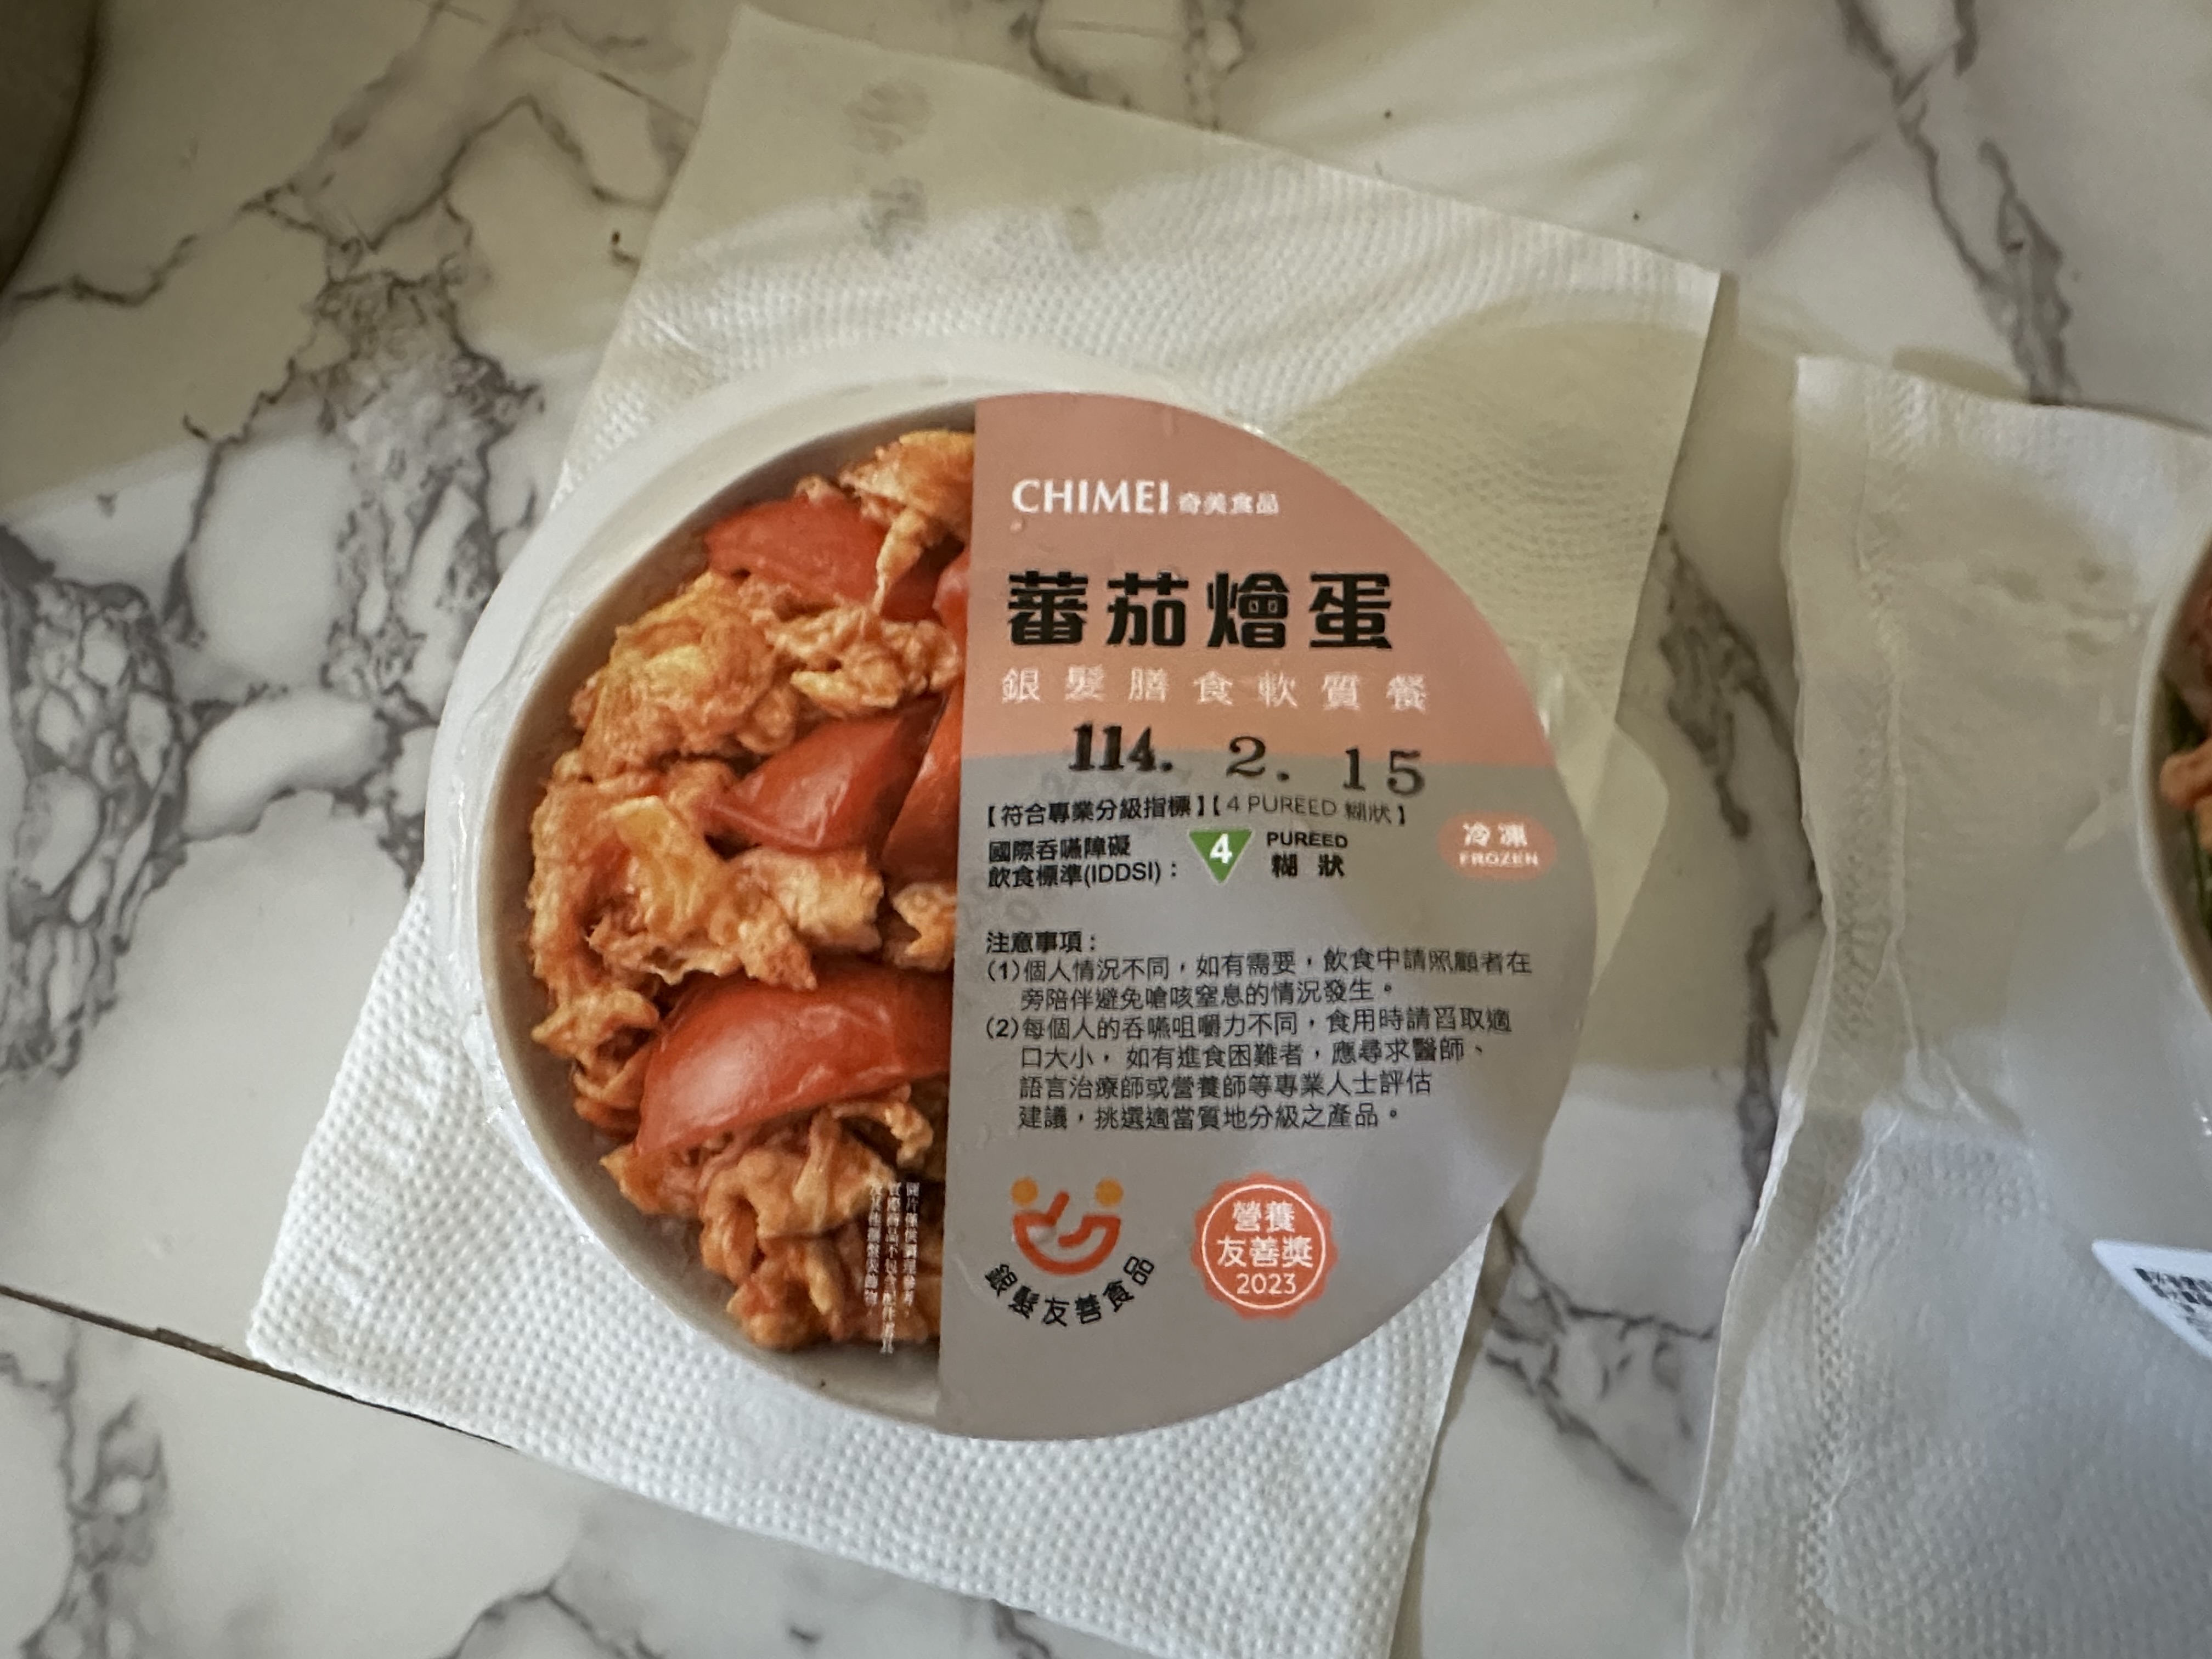 CHIMEI 奇美食品
蕃茄燴蛋
銀髮膳食軟質餐
114. 2. 15
【符合專業分級指標】【4 PUREED 糊狀】
國際吞嚥障礙
飲食標準(IDDSI)：
4
PUREED
糊狀
冷凍
FROZEN
注意事項：
(1)個人情況不同，如有需要，飲食中請照顧者在
旁陪伴避免嗆咳窒息的情況發生。
(2)每個人的吞嚥咀嚼力不同，食用時請舀取適
口大小，如有進食困難者，應尋求醫師、
語言治療師或營養師等專業人士評估
建議，挑選適當質地分級之產品。
銀髮友善食品
營養
友善獎
2023